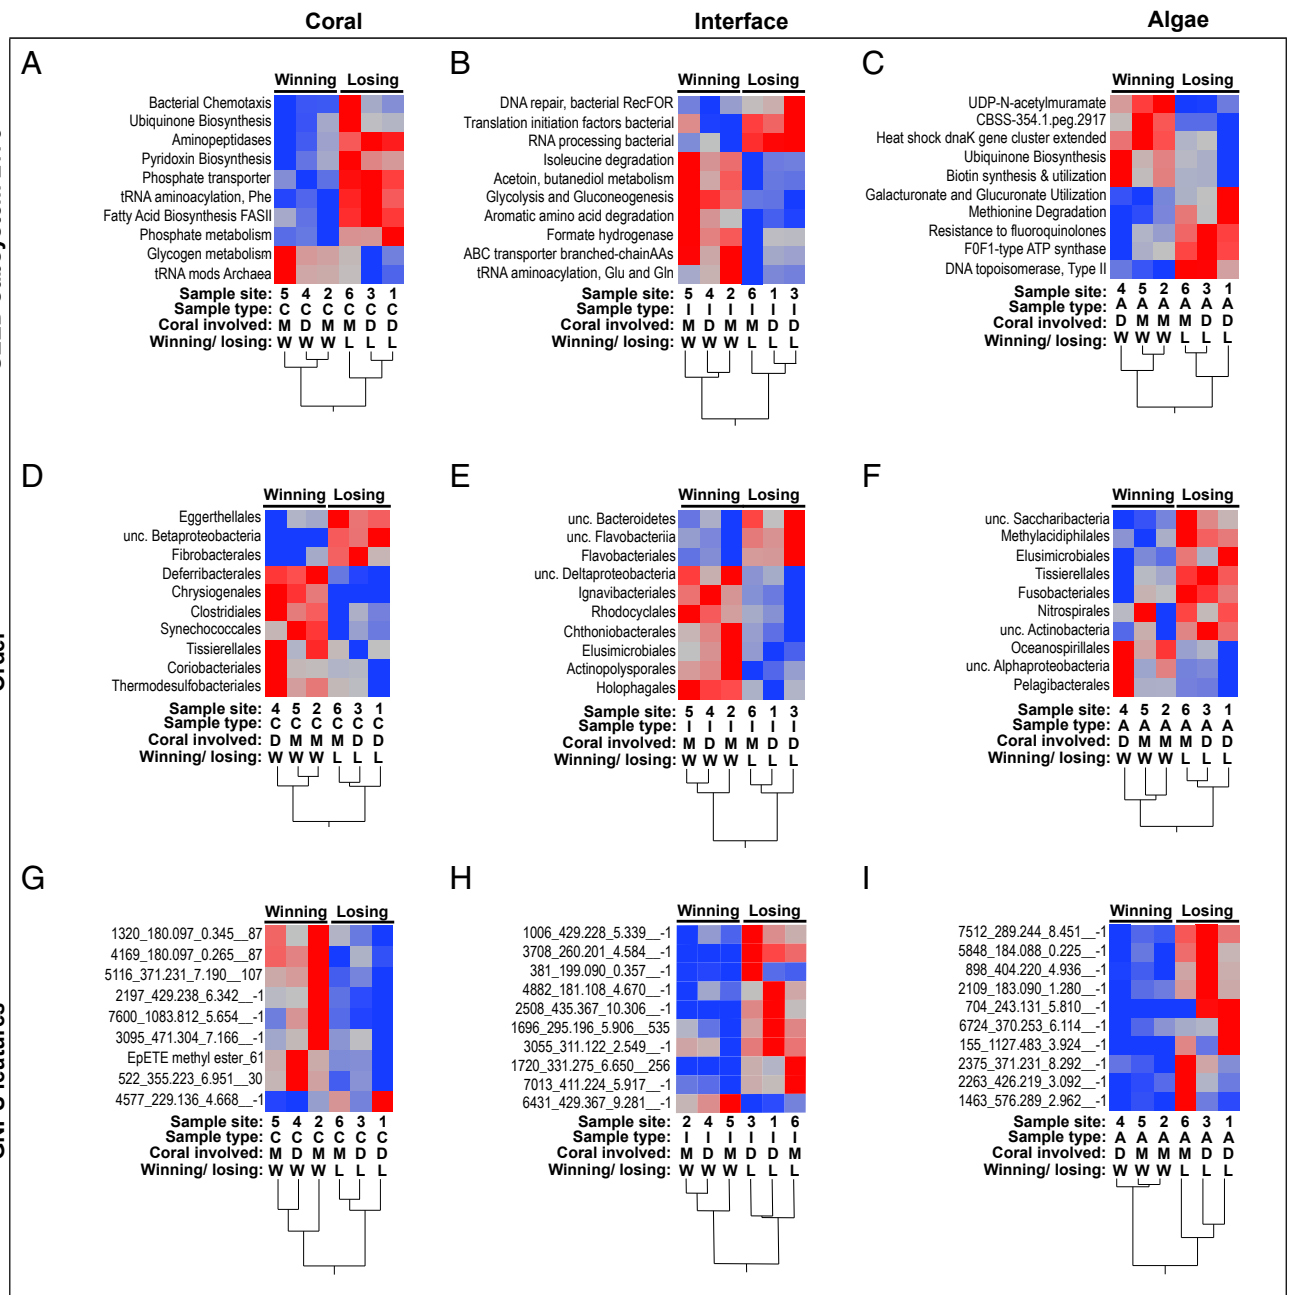 Coral
Interface
Algae
A
Winning Losing
Bacterial Chemotaxis
Ubiquinone Biosynthesis
Aminopeptidases
Pyridoxin Biosynthesis
Phosphate transporter
tRNA aminoacylation, Phe
Fatty Acid Biosynthesis FASII
Phosphate metabolism
Glycogen metabolism
tRNA mods Archaea
Sample site: 5 4 2 6 3 1
Sample type: C C C C C C
Coral involved: M D M M D D
Winning/ losing: W W W L L L
B
Winning Losing
DNA repair, bacterial RecFOR
Translation initiation factors bacterial
RNA processing bacterial
Isoleucine degradation
Acetoin, butanediol metabolism
Glycolysis and Gluconeogenesis
Aromatic amino acid degradation
Formate hydrogenase
ABC transporter branched-chainAAs
tRNA aminoacylation, Glu and Gln
Sample site: 5 4 2 6 1 3
Sample type: I I I I I I
Coral involved: M D M M D D
Winning/ losing: W W W L L L
C
Winning Losing
UDP-N-acetylmuramate
CBSS-354.1.peg.2917
Heat shock dnaK gene cluster extended
Ubiquinone Biosynthesis
Biotin synthesis & utilization
Galacturonate and Glucuronate Utilization
Methionine Degradation
Resistance to fluoroquinolones
F0F1-type ATP synthase
DNA topoisomerase, Type II
Sample site: 4 5 2 6 3 1
Sample type: A A A A A A
Coral involved: D M M M D D
Winning/ losing: W W W L L L
D
Winning Losing
Eggerthellales
unc. Betaproteobacteria
Fibrobacterales
Deferribacterales
Chrysiogenales
Clostridiales
Synechococcales
Tissierellales
Coriobacteriales
Thermodesulfobacteriales
Sample site: 4 5 2 6 3 1
Sample type: C C C C C C
Coral involved: D M M M D D
Winning/ losing: W W W L L L
E
Winning Losing
unc. Bacteroidetes
unc. Flavobacteriia
Flavobacteriales
unc. Deltaproteobacteria
Ignavibacteriales
Rhodocyclales
Chthoniobacterales
Elusimicrobiales
Actinopolysporales
Holophagales
Sample site: 5 4 2 6 1 3
Sample type: I I I I I I
Coral involved: M D M M D D
Winning/ losing: W W W L L L
F
Winning Losing
unc. Saccharibacteria
Methylacidiphilales
Elusimicrobiales
Tissierellales
Fusobacteriales
Nitrospirales
unc. Actinobacteria
Oceanospirillales
unc. Alphaproteobacteria
Pelagibacterales
Sample site: 4 5 2 6 3 1
Sample type: A A A A A A
Coral involved: D M M M D D
Winning/ losing: W W W L L L
G
Winning Losing
1320_180.097_0.345__87
4169_180.097_0.265__87
5116_371.231_7.190__107
2197_429.238_6.342__-1
7600_1083.812_5.654__-1
3095_471.304_7.166__-1
EpETE methyl ester_61
522_355.223_6.951__30
4577_229.136_4.668__-1
Sample site: 5 4 2 6 3 1
Sample type: C C C C C C
Coral involved: M D M M D D
Winning/ losing: W W W L L L
H
Winning Losing
1006_429.228_5.339__-1
3708_260.201_4.584__-1
381_199.090_0.357__-1
4882_181.108_4.670__-1
2508_435.367_10.306__-1
1696_295.196_5.906__535
3055_311.122_2.549__-1
1720_331.275_6.650__256
7013_411.224_5.917__-1
6431_429.367_9.281__-1
Sample site: 2 4 5 3 1 6
Sample type: I I I I I I
Coral involved: M D M D D M
Winning/ losing: W W W L L L
I
Winning Losing
7512_289.244_8.451__-1
5848_184.088_0.225__-1
898_404.220_4.936__-1
2109_183.090_1.280__-1
704_243.131_5.810__-1
6724_370.253_6.114__-1
155_1127.483_3.924__-1
2375_371.231_8.292__-1
2263_426.219_3.092__-1
1463_576.289_2.962__-1
Sample site: 4 5 2 6 3 1
Sample type: A A A A A A
Coral involved: D M M M D D
Winning/ losing: W W W L L L